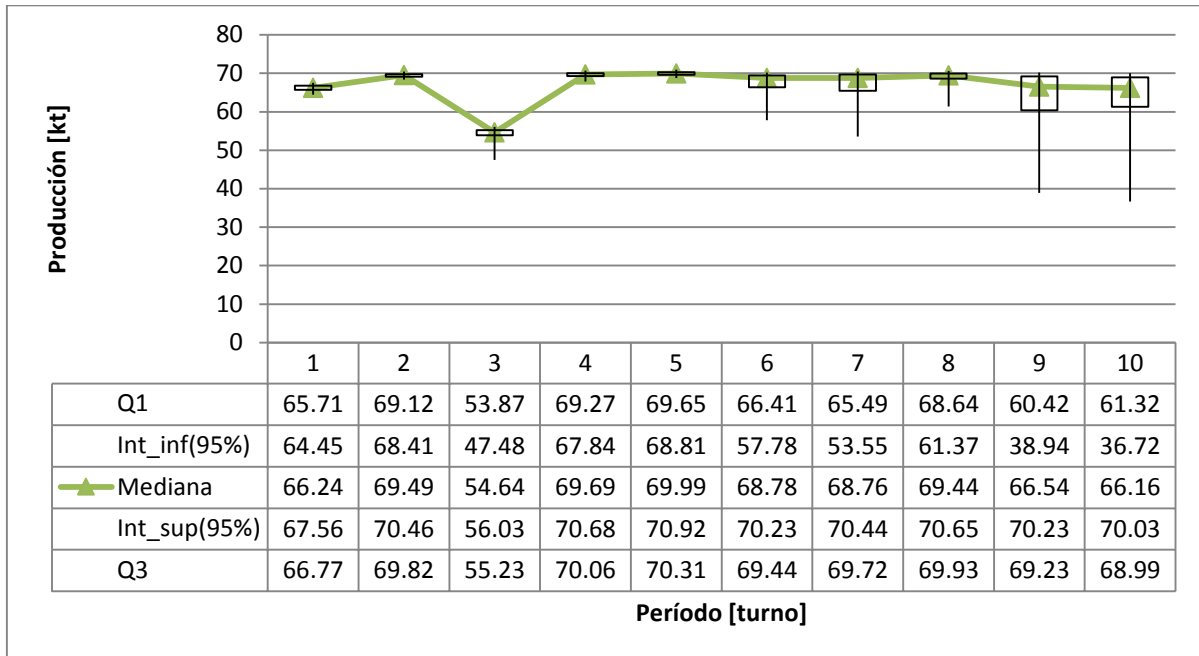 80
70
60
50
40
30
20
10
0
Producción [kt]
1 2 3 4 5 6 7 8 9 10
Q1 65.71 69.12 53.87 69.27 69.65 66.41 65.49 68.64 60.42 61.32
Int_inf(95%) 64.45 68.41 47.48 67.84 68.81 57.78 53.55 61.37 38.94 36.72
Mediana 66.24 69.49 54.64 69.69 69.99 68.78 68.76 69.44 66.54 66.16
Int_sup(95%) 67.56 70.46 56.03 70.68 70.92 70.23 70.44 70.65 70.23 70.03
Q3 66.77 69.82 55.23 70.06 70.31 69.44 69.72 69.93 69.23 68.99
Período [turno]